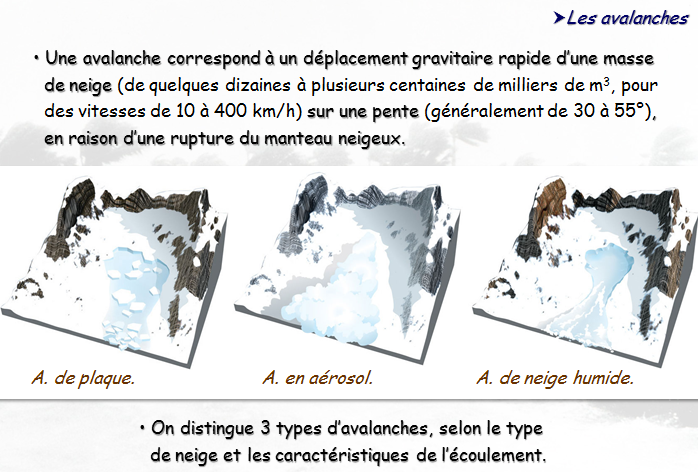 ➢Les avalanches
• Une avalanche correspond à un déplacement gravitaire rapide d’une masse
de neige (de quelques dizaines à plusieurs centaines de milliers de m³, pour
des vitesses de 10 à 400 km/h) sur une pente (généralement de 30 à 55°),
en raison d’une rupture du manteau neigeux.
A. de plaque.
A. en aérosol.
A. de neige humide.
• On distingue 3 types d’avalanches, selon le type
de neige et les caractéristiques de l’écoulement.